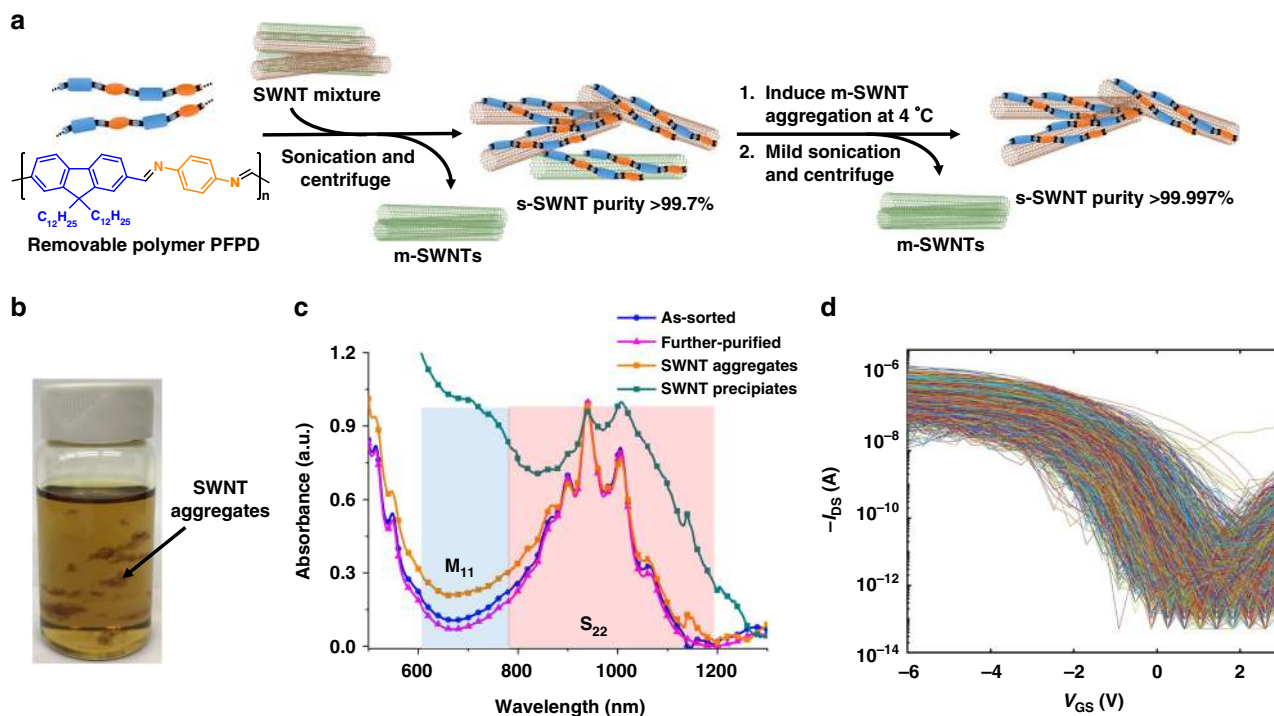 a
SWNT mixture
Sonication and
centrifuge
m-SWNTs
s-SWNT purity >99.7%
1. Induce m-SWNT
aggregation at 4 °C
2. Mild sonication
and centrifuge
m-SWNTs
s-SWNT purity >99.997%
N
N
n
C12H25
C12H25
Removable polymer PFPD
b
SWNT
aggregates
c
As-sorted
Further-purified
SWNT aggregates
SWNT precipiates
1.2
0.9
0.6
0.3
0.0
Absorbance (a.u.)
M11
S22
600
800
1000
1200
Wavelength (nm)
d
10−6
10−8
10−10
10−12
10−14
−IDS (A)
−6
−4
−2
0
2
VGS (V)